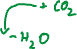 + CO₂
- H₂O